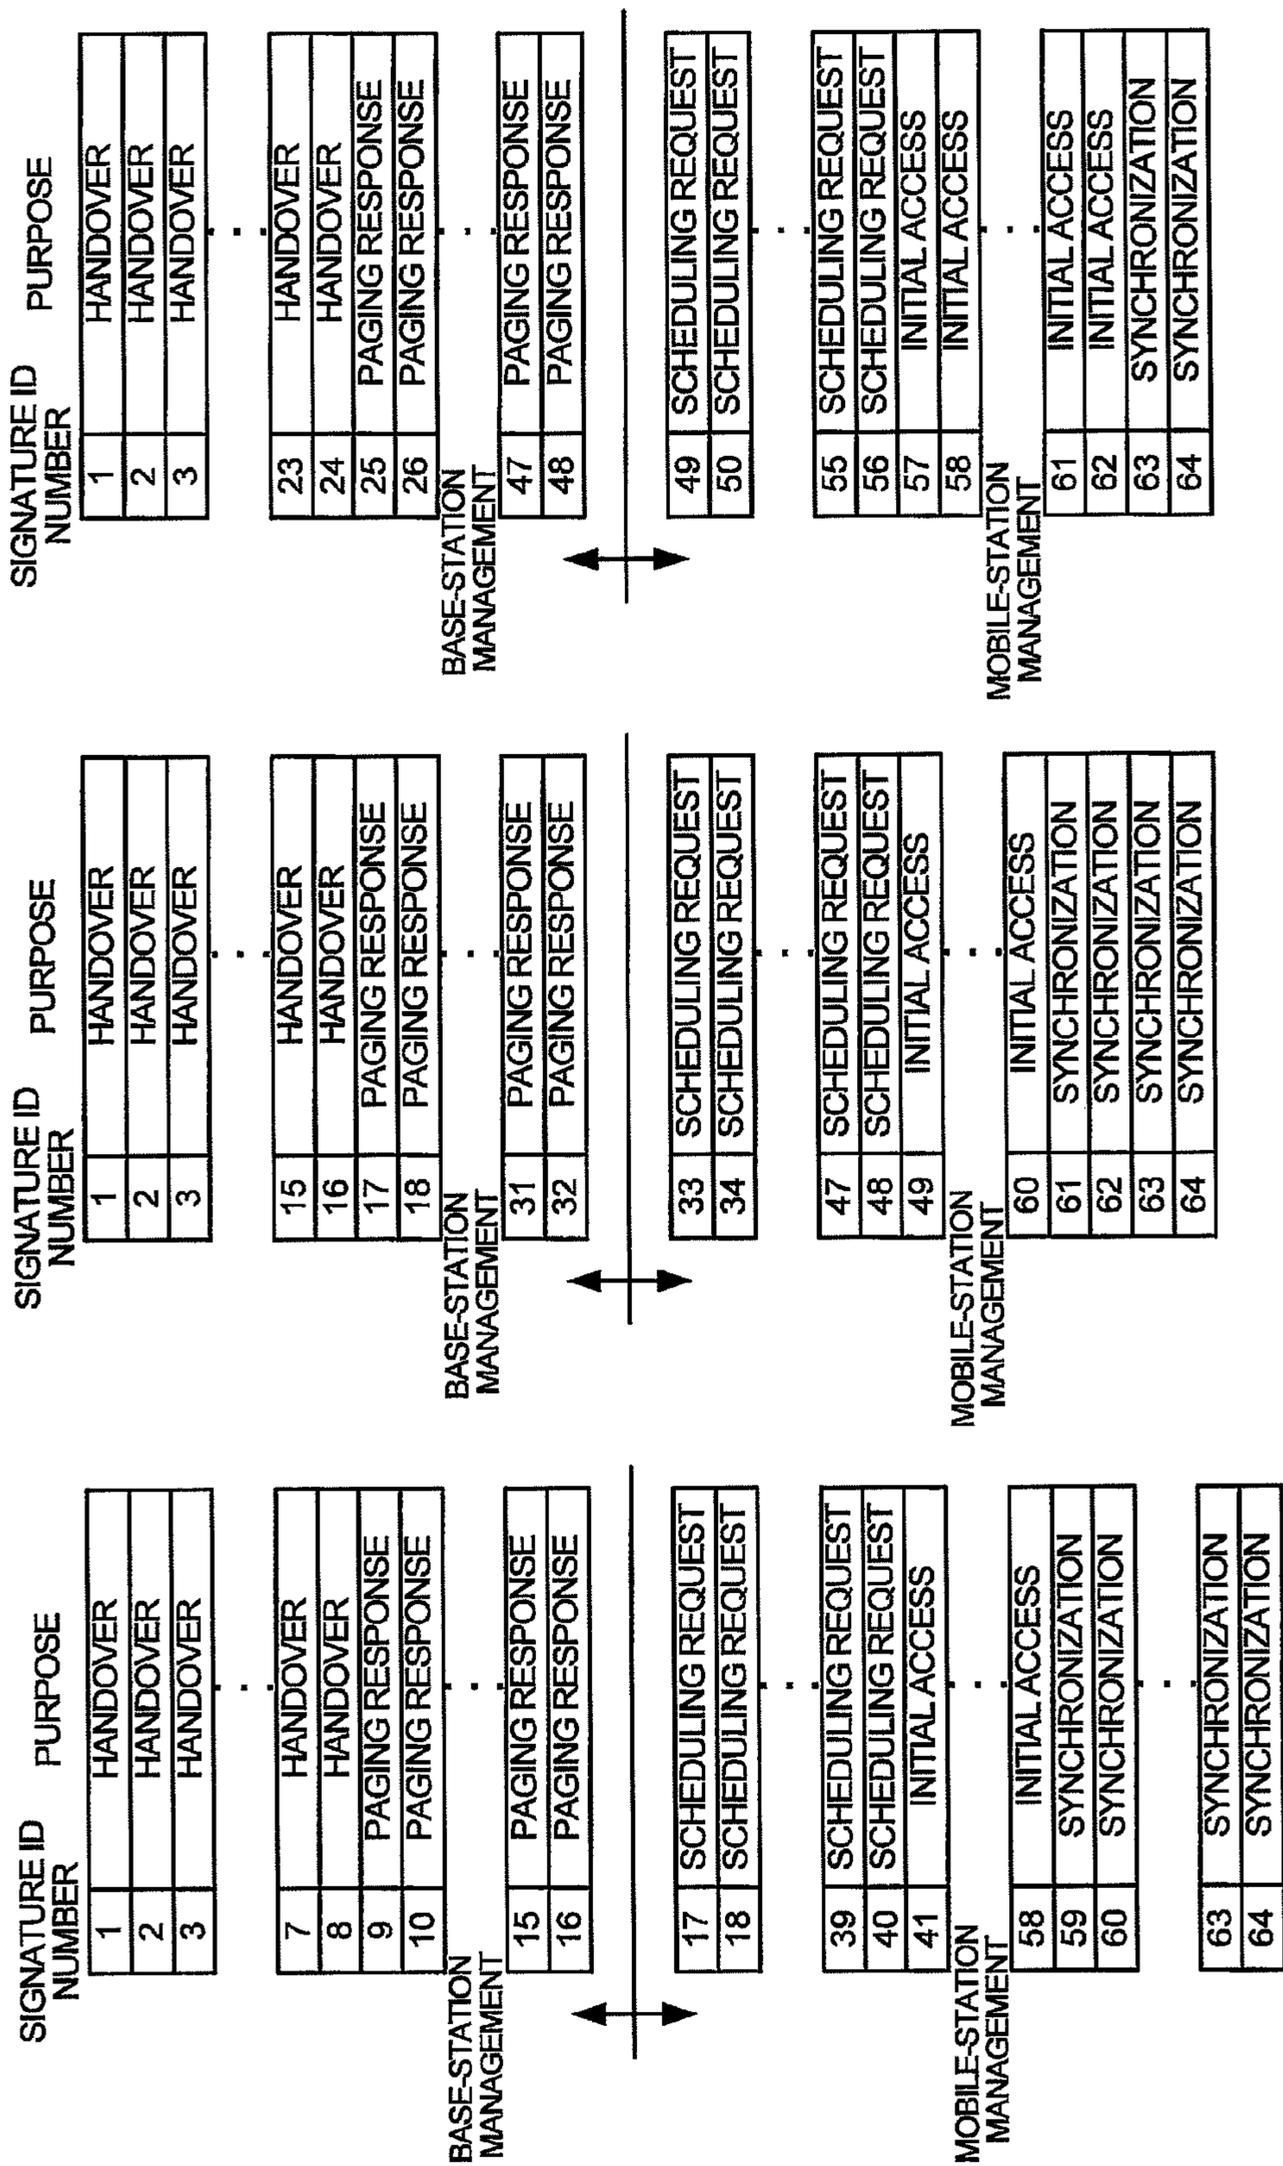 SIGNATURE ID
NUMBER
PURPOSE
1 HANDOVER
2 HANDOVER
3 HANDOVER
7 HANDOVER
8 HANDOVER
9 PAGING RESPONSE
10 PAGING RESPONSE
BASE-STATION
MANAGEMENT
15 PAGING RESPONSE
16 PAGING RESPONSE
17 SCHEDULING REQUEST
18 SCHEDULING REQUEST
39 SCHEDULING REQUEST
40 SCHEDULING REQUEST
41 INITIAL ACCESS
MOBILE-STATION
MANAGEMENT
58 INITIAL ACCESS
59 SYNCHRONIZATION
60 SYNCHRONIZATION
63 SYNCHRONIZATION
64 SYNCHRONIZATION
SIGNATURE ID
NUMBER
PURPOSE
1 HANDOVER
2 HANDOVER
3 HANDOVER
15 HANDOVER
16 HANDOVER
17 PAGING RESPONSE
18 PAGING RESPONSE
BASE-STATION
MANAGEMENT
31 PAGING RESPONSE
32 PAGING RESPONSE
33 SCHEDULING REQUEST
34 SCHEDULING REQUEST
47 SCHEDULING REQUEST
48 SCHEDULING REQUEST
49 INITIAL ACCESS
MOBILE-STATION
MANAGEMENT
60 INITIAL ACCESS
61 SYNCHRONIZATION
62 SYNCHRONIZATION
63 SYNCHRONIZATION
64 SYNCHRONIZATION
SIGNATURE ID
NUMBER
PURPOSE
1 HANDOVER
2 HANDOVER
3 HANDOVER
23 HANDOVER
24 HANDOVER
25 PAGING RESPONSE
26 PAGING RESPONSE
BASE-STATION
MANAGEMENT
47 PAGING RESPONSE
48 PAGING RESPONSE
49 SCHEDULING REQUEST
50 SCHEDULING REQUEST
55 SCHEDULING REQUEST
56 SCHEDULING REQUEST
57 INITIAL ACCESS
58 INITIAL ACCESS
MOBILE-STATION
MANAGEMENT
61 INITIAL ACCESS
62 INITIAL ACCESS
63 SYNCHRONIZATION
64 SYNCHRONIZATION